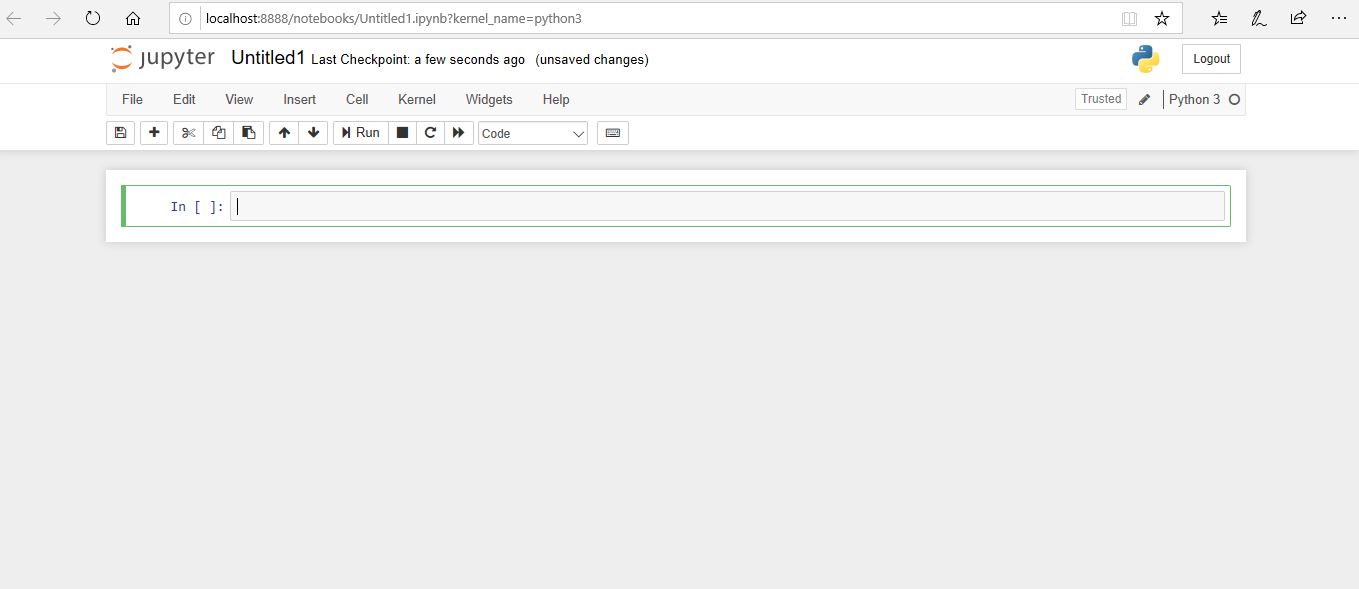 localhost:8888/notebooks/Untitled1.ipynb?kernel_name=python3
jupyter Untitled1 Last Checkpoint: a few seconds ago (unsaved changes)
Logout
File Edit View Insert Cell Kernel Widgets Help
Trusted Python 3
Run Code
In [ ]: